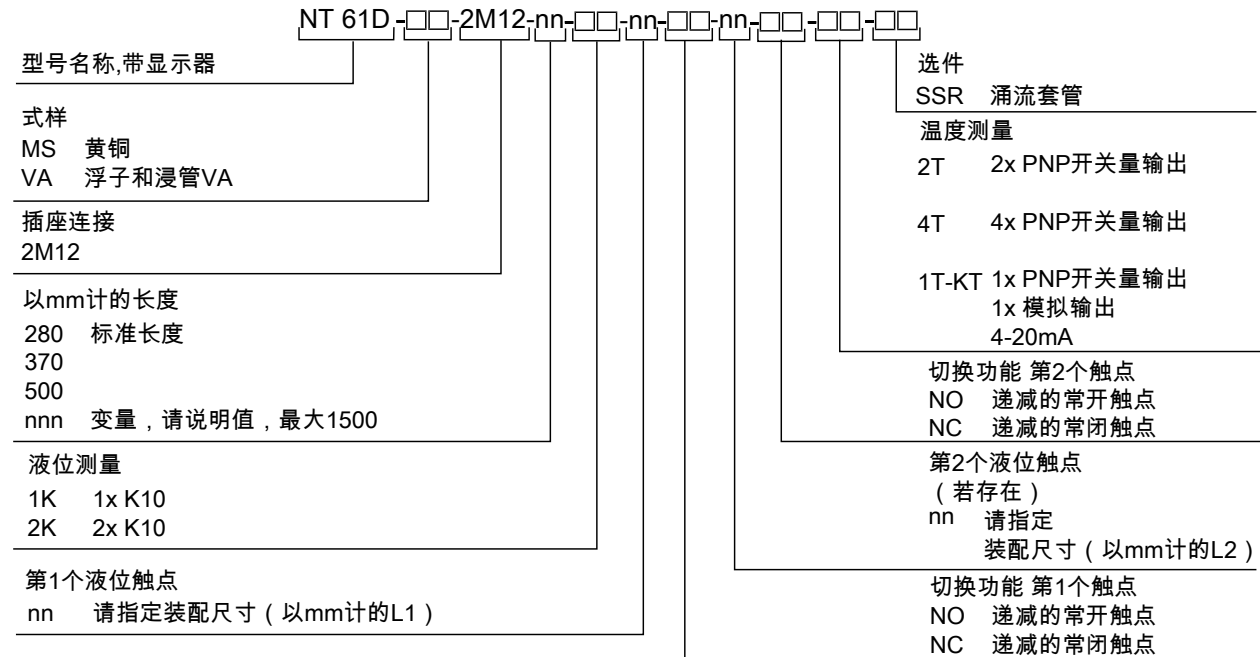 NT 61D-□□-2M12-nn-□□-nn-□□-nn-□□-□□-□□
型号名称,带显示器
式样
MS 黄铜
VA 浮子和浸管VA
插座连接
2M12
以mm计的长度
280 标准长度
370
500
nnn 变量，请说明值，最大1500
液位测量
1K 1x K10
2K 2x K10
第1个液位触点
nn 请指定装配尺寸（以mm计的L1）
选件
SSR 涌流套管
温度测量
2T 2x PNP开关量输出
4T 4x PNP开关量输出
1T-KT 1x PNP开关量输出
1x 模拟输出
4-20mA
切换功能 第2个触点
NO 递减的常开触点
NC 递减的常闭触点
第2个液位触点
（若存在）
nn 请指定
装配尺寸（以mm计的L2）
切换功能 第1个触点
NO 递减的常开触点
NC 递减的常闭触点